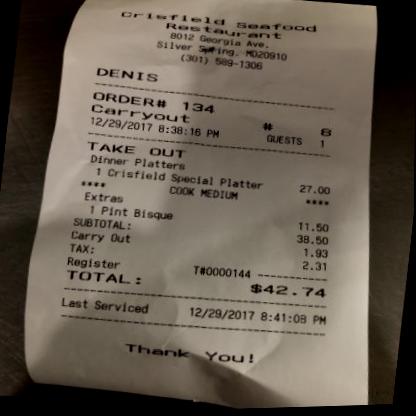 Crisfield Seafood
Restaurant
8012 Georgia Ave.
Silver Spring, MD20910
(301) 589-1306
DENIS
ORDER# 134
Carryout # 8
12/29/2017 8:38:16 PM GUESTS 1
TAKE OUT
Dinner Platters
1 Crisfield Special Platter 27.00
**** COOK MEDIUM ****
Extras
1 Pint Bisque 11.50
SUBTOTAL: 38.50
Carry Out 1.93
TAX: 2.31
Register T#0000144
TOTAL: $42.74
Last Serviced 12/29/2017 8:41:08 PM
Thank You!